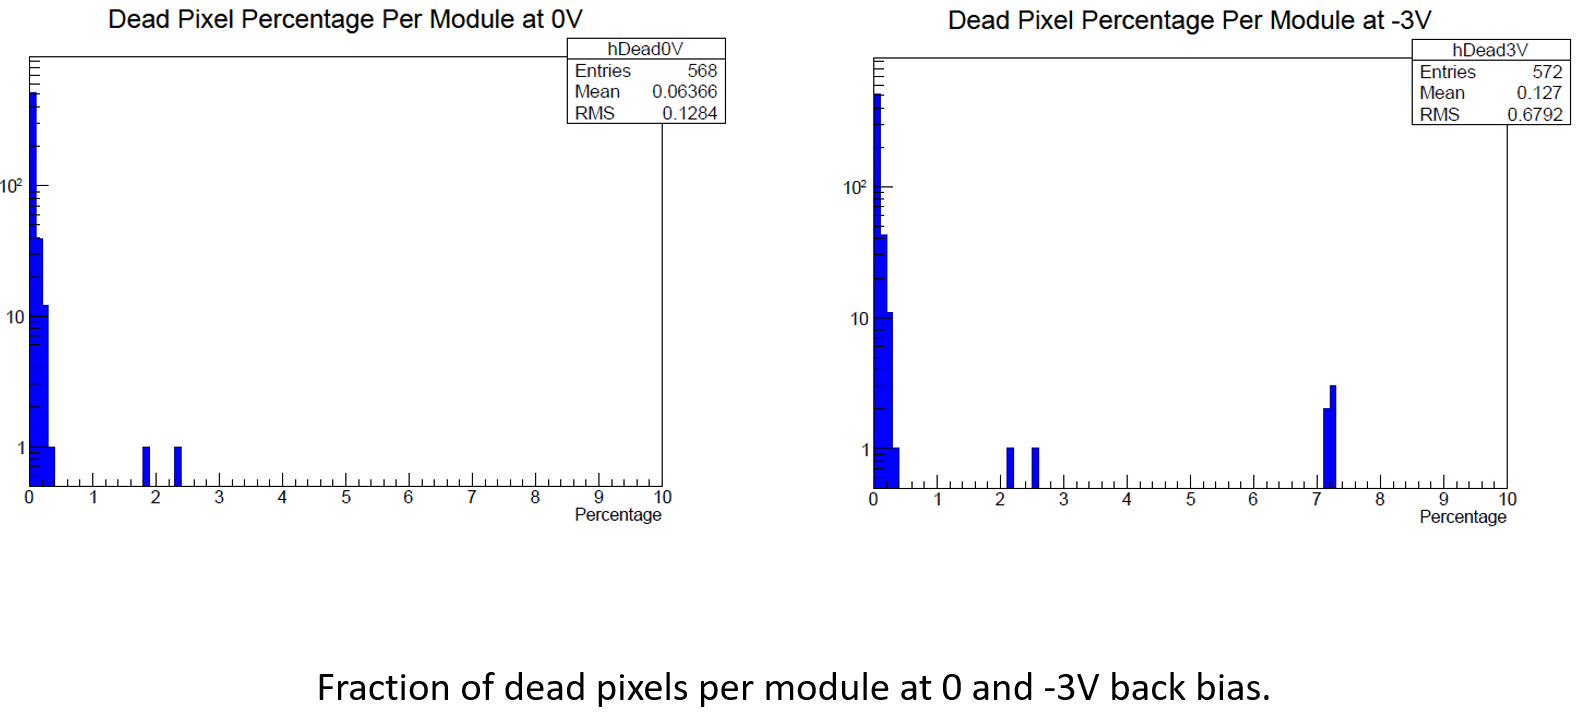 Dead Pixel Percentage Per Module at 0V
hDead0V
Entries 568
Mean 0.06366
RMS 0.1284
10²
10
1
0 1 2 3 4 5 6 7 8 9 10
Percentage
Dead Pixel Percentage Per Module at -3V
hDead3V
Entries 572
Mean 0.127
RMS 0.6792
10²
10
1
0 1 2 3 4 5 6 7 8 9 10
Percentage
Fraction of dead pixels per module at 0 and -3V back bias.